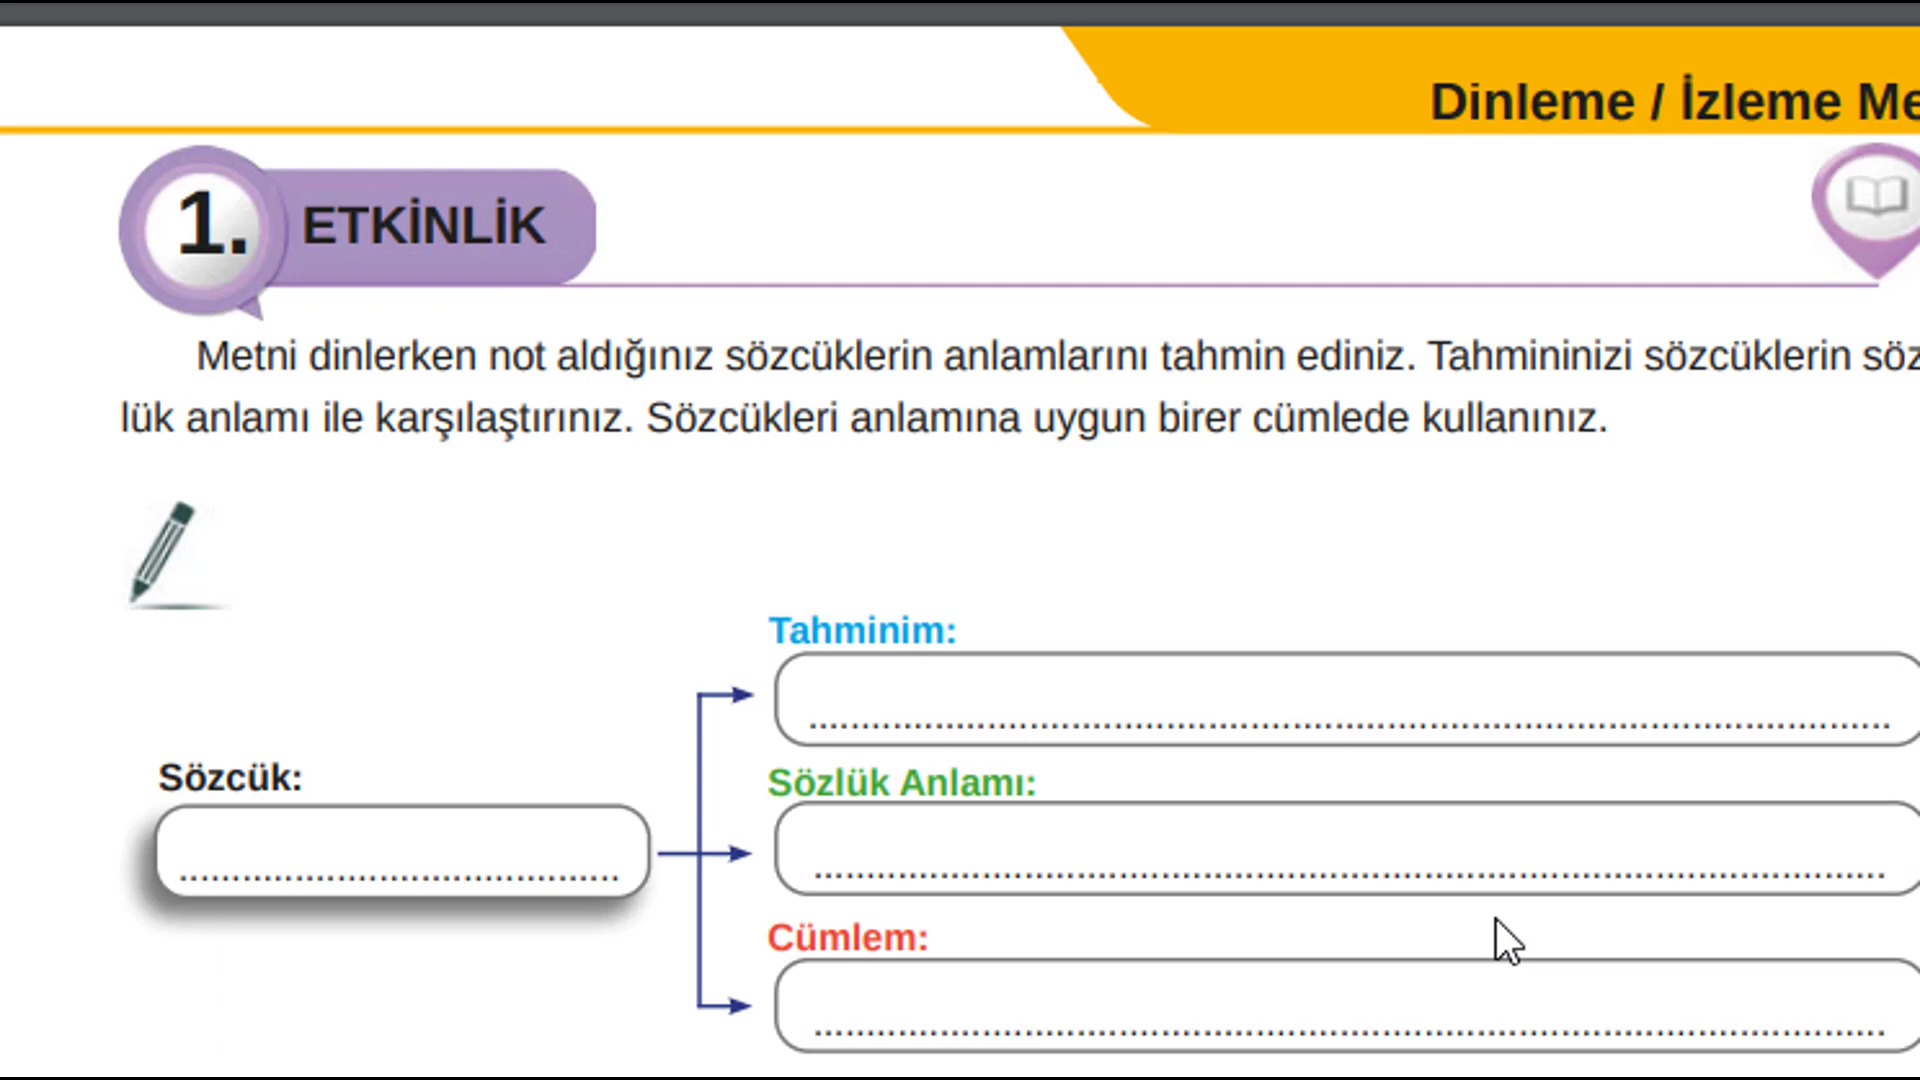 Dinleme / İzleme
1. ETKİNLİK
Metni dinlerken not aldığınız sözcüklerin anlamlarını tahmin ediniz. Tahmininizi sözcüklerin söz
lük anlamı ile karşılaştırınız. Sözcükleri anlamına uygun birer cümlede kullanınız.
Tahminim:
Sözcük:
Sözlük Anlamı:
Cümlem: